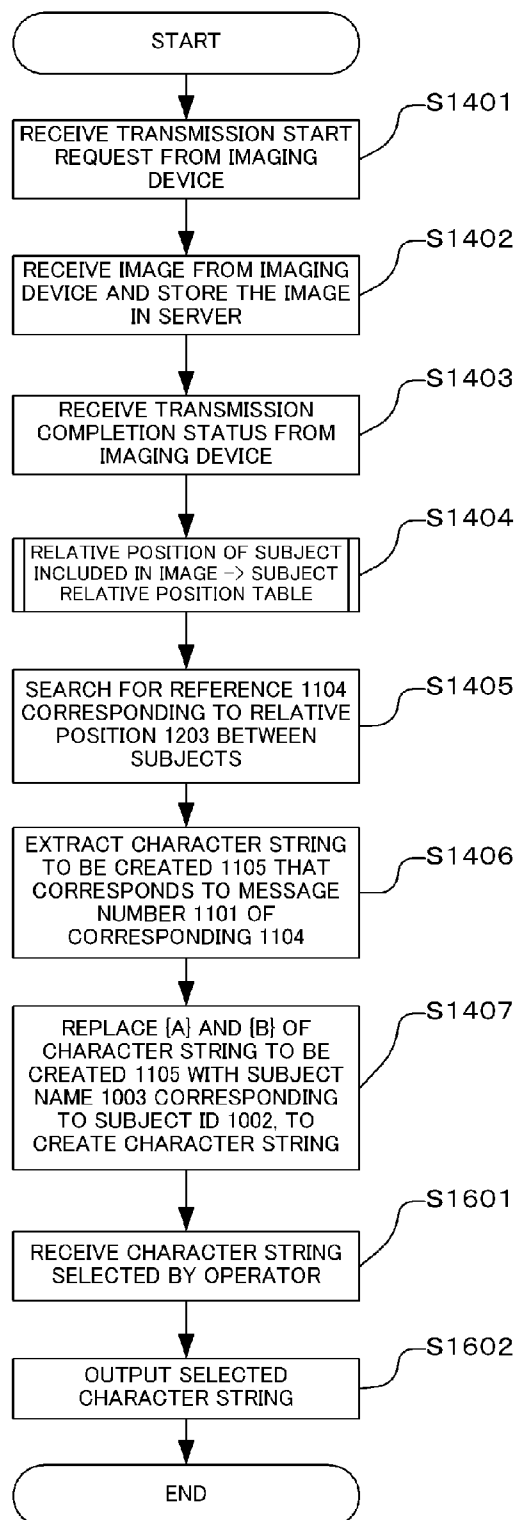 START
S1401
RECEIVE TRANSMISSION START
REQUEST FROM IMAGING
DEVICE
S1402
RECEIVE IMAGE FROM IMAGING
DEVICE AND STORE THE IMAGE
IN SERVER
S1403
RECEIVE TRANSMISSION
COMPLETION STATUS FROM
IMAGING DEVICE
S1404
RELATIVE POSITION OF SUBJECT
INCLUDED IN IMAGE -> SUBJECT
RELATIVE POSITION TABLE
S1405
SEARCH FOR REFERENCE 1104
CORRESPONDING TO RELATIVE
POSITION 1203 BETWEEN
SUBJECTS
S1406
EXTRACT CHARACTER STRING
TO BE CREATED 1105 THAT
CORRESPONDS TO MESSAGE
NUMBER 1101 OF
CORRESPONDING 1104
S1407
REPLACE {A} AND {B} OF
CHARACTER STRING TO BE
CREATED 1105 WITH SUBJECT
NAME 1003 CORRESPONDING
TO SUBJECT ID 1002, TO
CREATE CHARACTER STRING
S1601
RECEIVE CHARACTER STRING
SELECTED BY OPERATOR
S1602
OUTPUT SELECTED
CHARACTER STRING
END